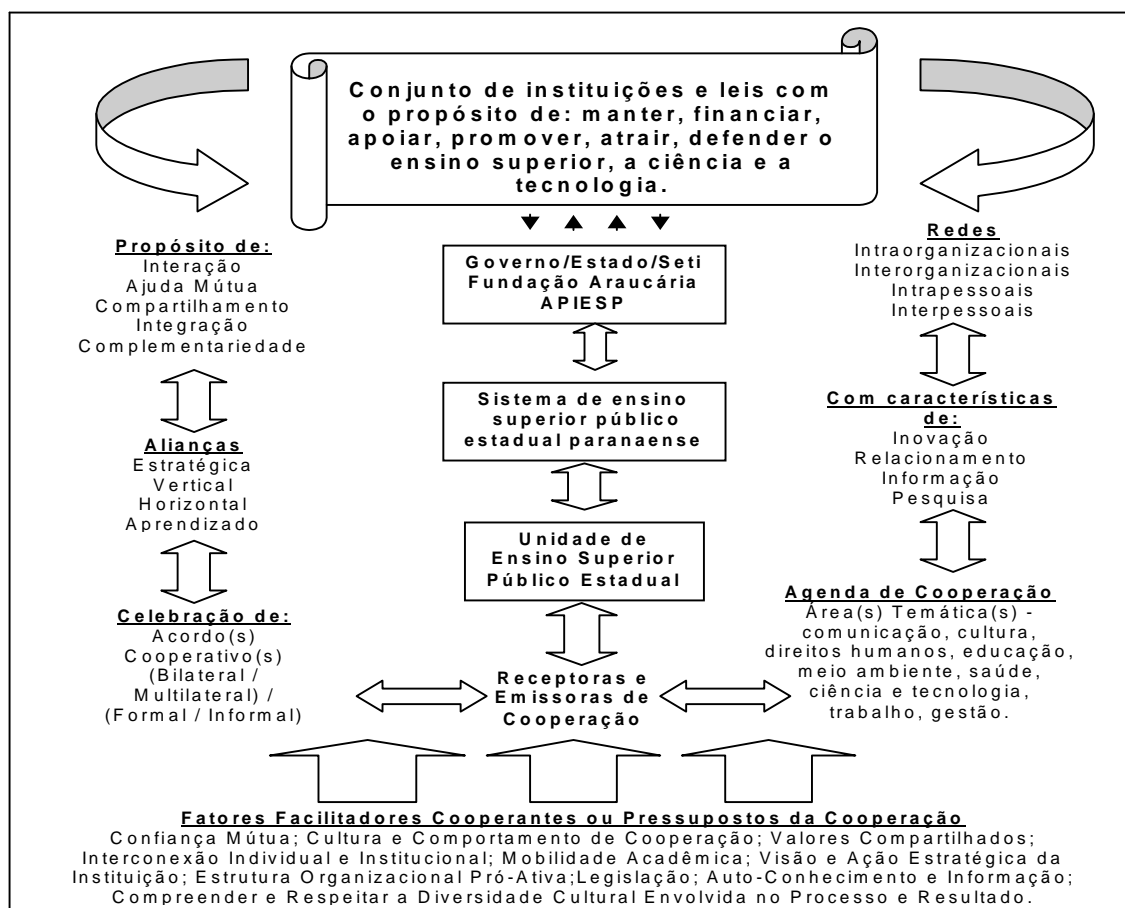 Conjunto de instituições e leis com
o propósito de: manter, financiar,
apoiar, promover, atrair, defender o
ensino superior, a ciência e a
tecnologia.
Propósito de:
Interação
Ajuda Mútua
Compartilhamento
Integração
Complementariedade
Alianças
Estratégica
Vertical
Horizontal
Aprendizado
Celebração de:
Acordo(s)
Cooperativo(s)
(Bilateral /
Multilateral) /
(Formal / Informal)
Governo/Estado/Seti
Fundação Araucária
APIESP
Sistema de ensino
superior público
estadual paranaense
Unidade de
Ensino Superior
Público Estadual
Receptoras e
Emissoras de
Cooperação
Redes
Intraorganizacionais
Interorganizacionais
Intrapessoais
Interpessoais
Com características
de:
Inovação
Relacionamento
Informação
Pesquisa
Agenda de Cooperação
Área(s) Temática(s) -
comunicação, cultura,
direitos humanos, educação,
meio ambiente, saúde,
ciência e tecnologia,
trabalho, gestão.
Fatores Facilitadores Cooperantes ou Pressupostos da Cooperação
Confiança Mútua; Cultura e Comportamento de Cooperação; Valores Compartilhados;
Interconexão Individual e Institucional; Mobilidade Acadêmica; Visão e Ação Estratégica da
Instituição; Estrutura Organizacional Pró-Ativa;Legislação; Auto-Conhecimento e Informação;
Compreender e Respeitar a Diversidade Cultural Envolvida no Processo e Resultado.